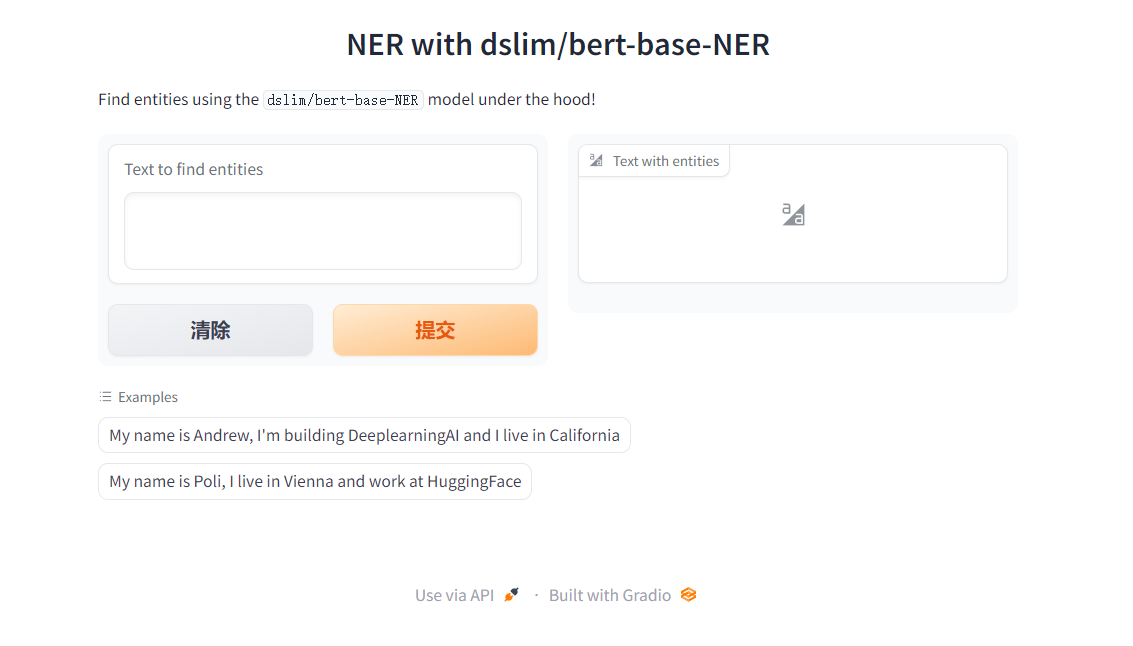 NER with dslim/bert-base-NER
Find entities using the dslim/bert-base-NER model under the hood!
Text to find entities
Text with entities
清除
提交
Examples
My name is Andrew, I'm building DeeplearningAI and I live in California
My name is Poli, I live in Vienna and work at HuggingFace
Use via API · Built with Gradio